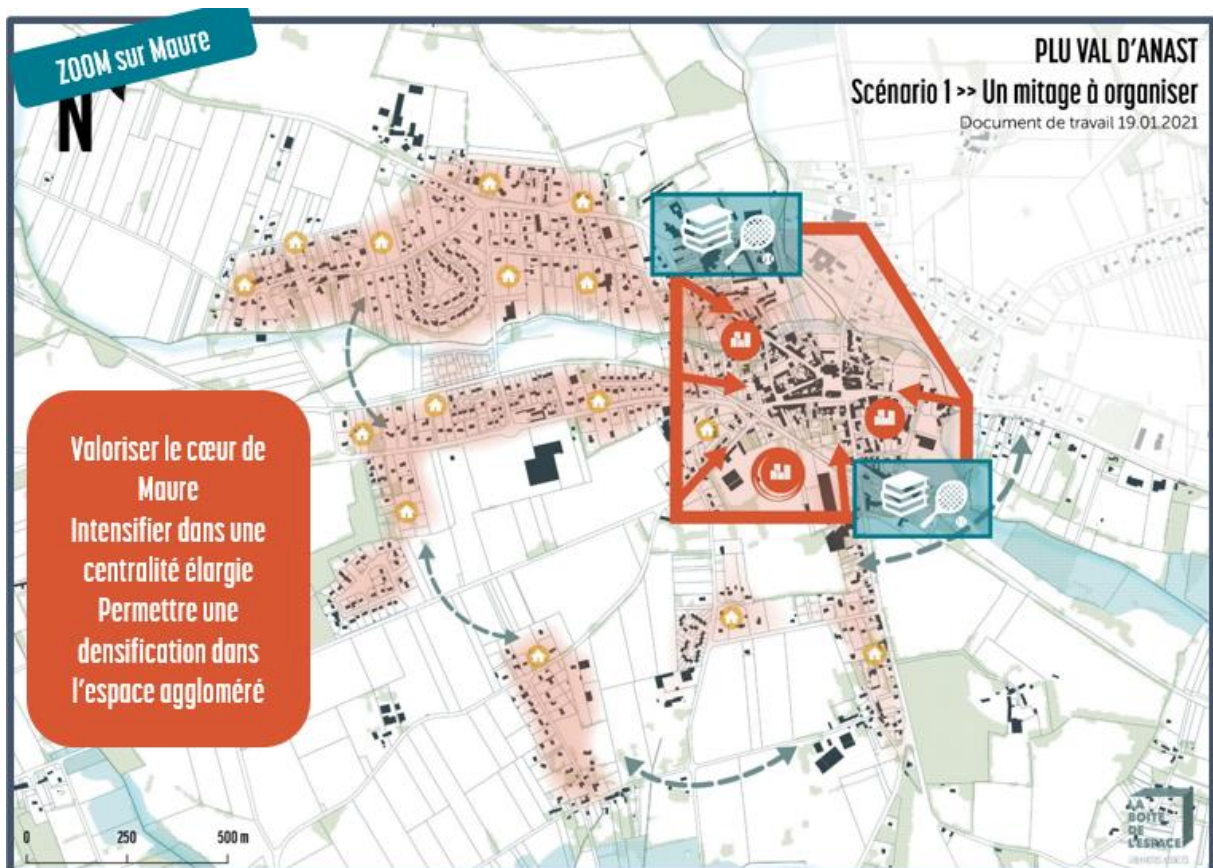 ZOOM sur Maure
N
PLU VAL D'ANAST
Scénario 1 >> Un mitage à organiser
Document de travail 19.01.2021
Valoriser le cœur de
Maure
Intensifier dans une
centralité élargie
Permettre une
densification dans
l'espace aggloméré
0 250 500 m
LA
BOITE
DE
L'ESPACE